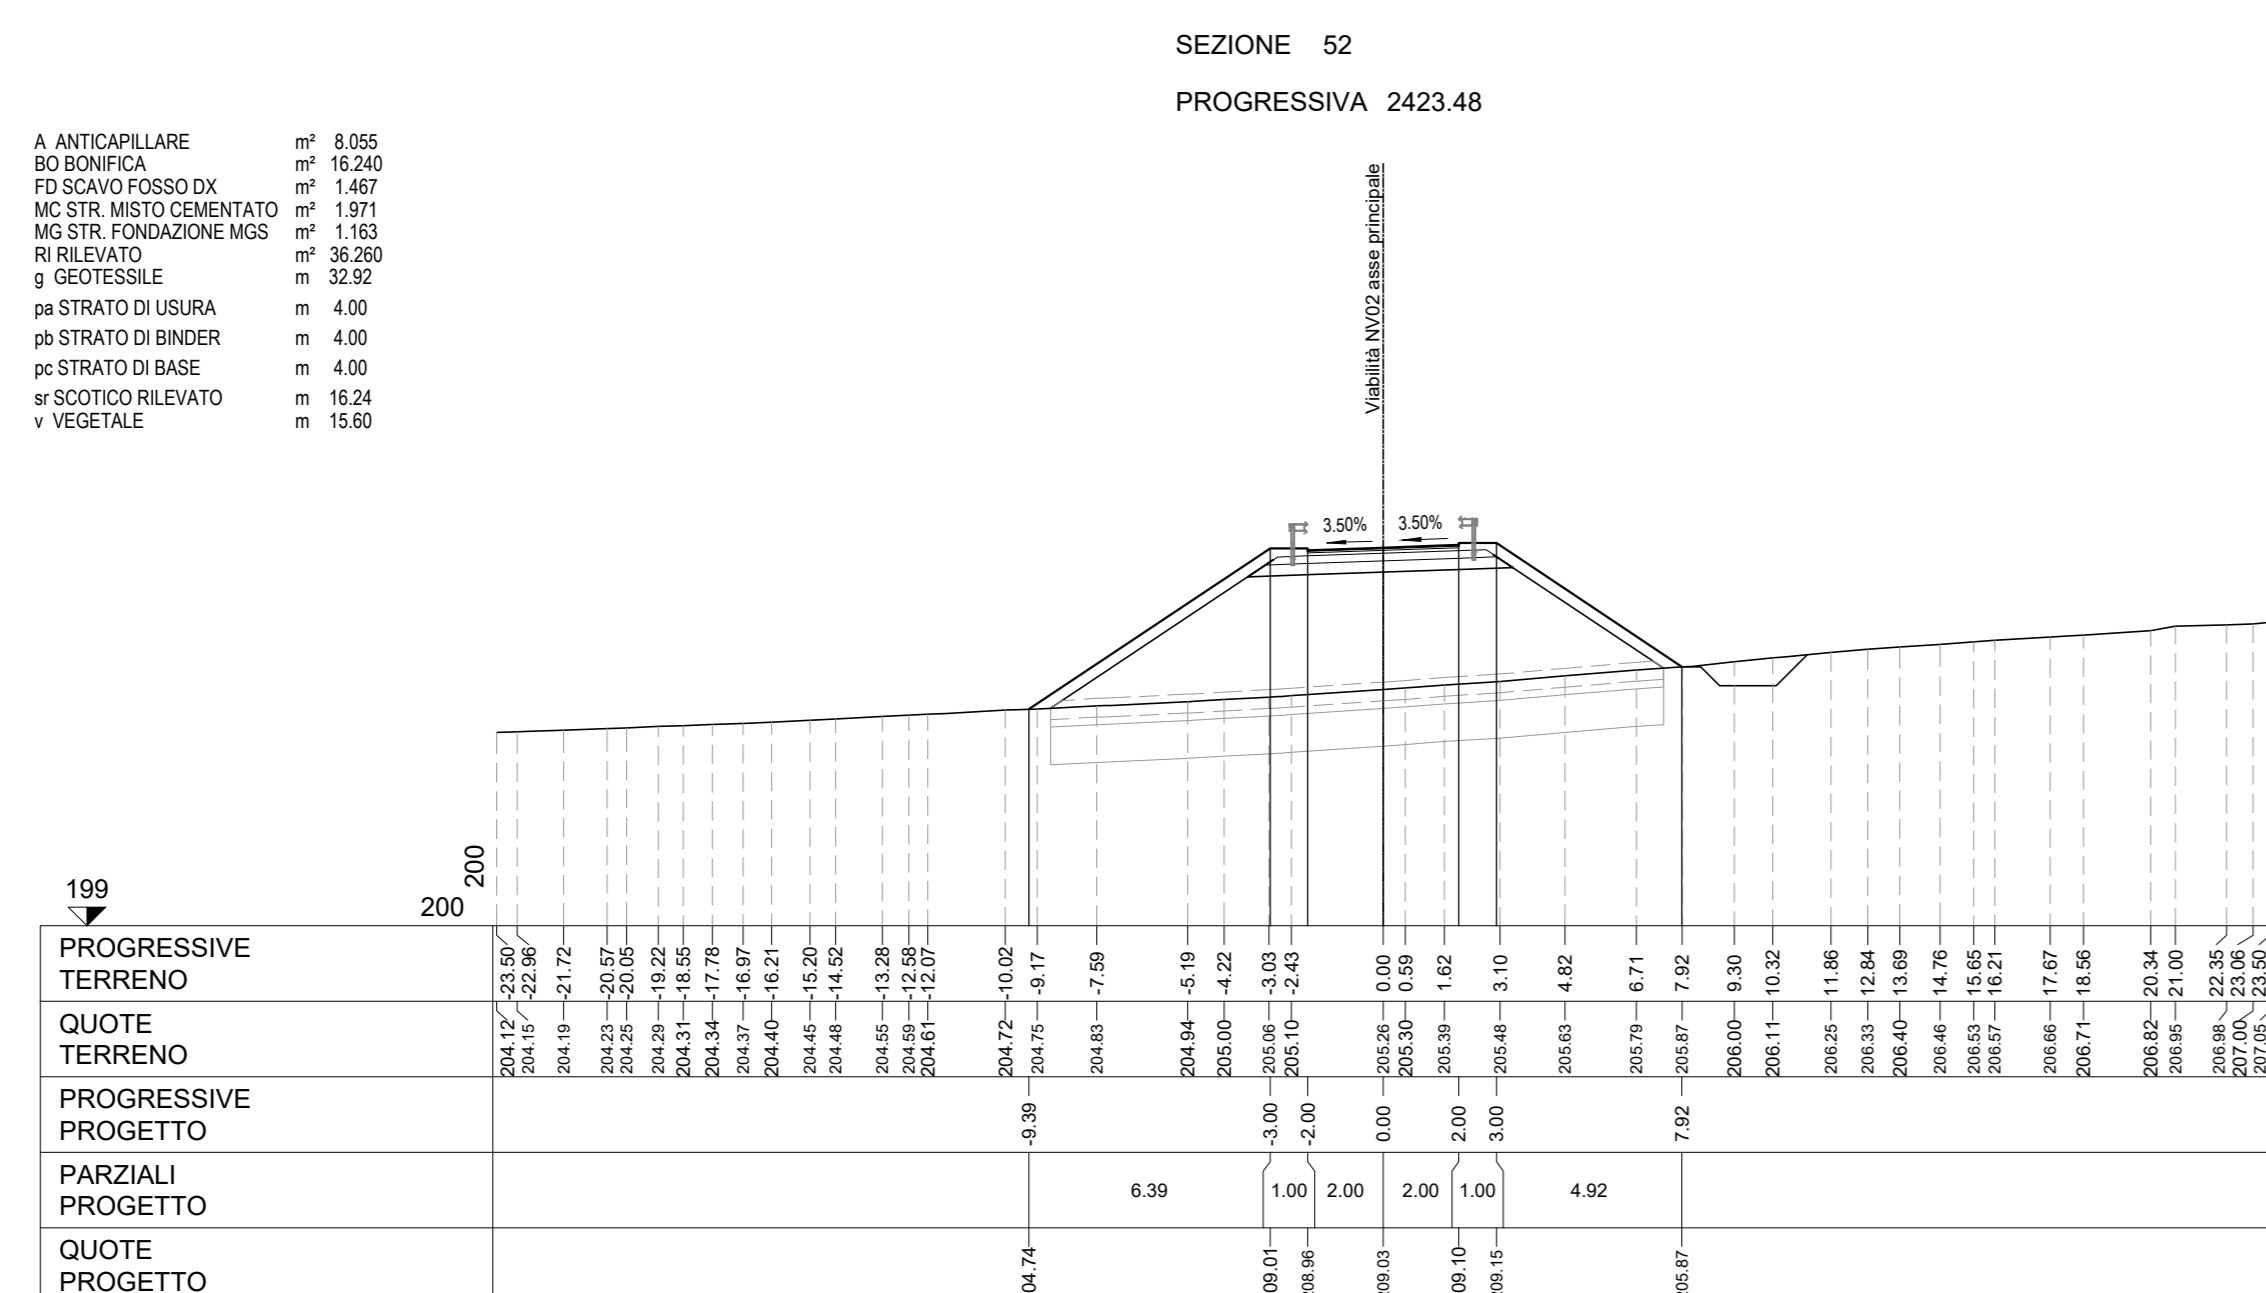 SEZIONE 52
PROGRESSIVA 2423.48
A ANTICAPILLARE m² 8.055
BO BONIFICA m² 16.240
FD SCAVO FOSSO DX m² 1.467
MC STR. MISTO CEMENTATO m² 1.971
MG STR. FONDAZIONE MGS m² 1.163
RI RILEVATO m² 36.260
g GEOTESSILE m 32.92
pa STRATO DI USURA m 4.00
pb STRATO DI BINDER m 4.00
pc STRATO DI BASE m 4.00
sr SCOTICO RILEVATO m 16.24
v VEGETALE m 15.60
Viabilità NV02 asse principale
3.50% 3.50%
199
200
200
PROGRESSIVE
TERRENO
-23.50 -22.96 -21.72 -20.57 -20.05 -19.22 -18.55 -17.78 -16.97 -16.21 -15.20 -14.52 -13.28 -12.58 -12.07 -10.02 -9.17 -7.59 -5.19 -4.22 -3.03 -2.43 0.00 0.59 1.62 3.10 4.82 6.71 7.92 9.30 10.32 11.86 12.84 13.69 14.76 15.65 16.21 17.67 18.56 20.34 21.00 22.35 23.06 23.50
QUOTE
TERRENO
204.12 204.15 204.19 204.23 204.25 204.29 204.31 204.34 204.37 204.40 204.45 204.48 204.55 204.59 204.61 204.72 204.75 204.83 204.94 205.00 205.06 205.10 205.26 205.30 205.39 205.48 205.63 205.79 205.87 206.00 206.11 206.25 206.33 206.40 206.46 206.53 206.57 206.66 206.71 206.82 206.95 206.98 207.00 207.05
PROGRESSIVE
PROGETTO
-9.39 -3.00 -2.00 0.00 2.00 3.00 7.92
PARZIALI
PROGETTO
6.39 1.00 2.00 2.00 1.00 4.92
QUOTE
PROGETTO
04.74 09.01 208.96 209.03 09.10 209.15 205.87